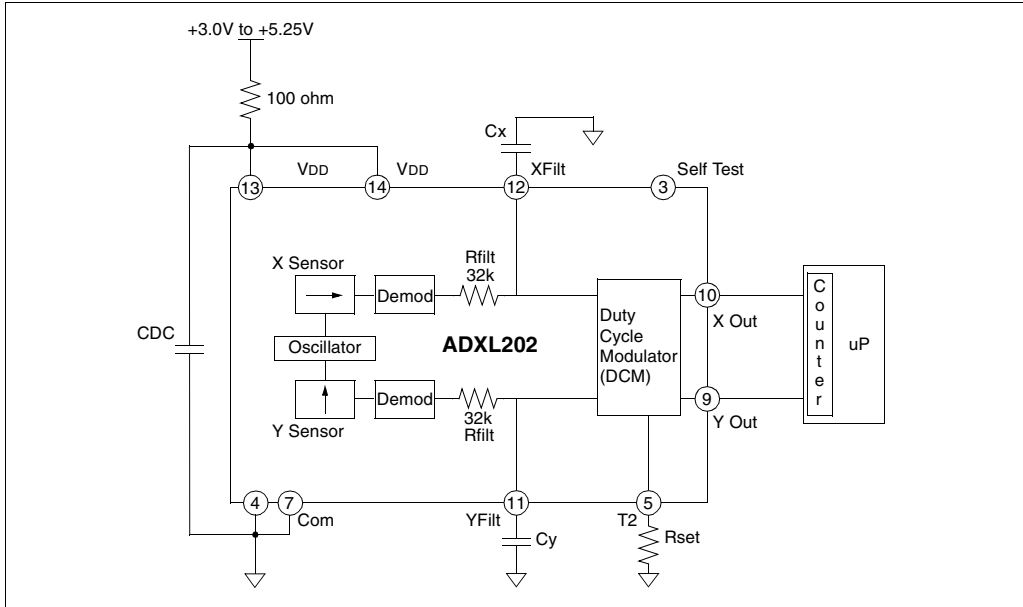 +3.0V to +5.25V
100 ohm
Cx
VDD
VDD
XFilt
Self Test
13
14
12
3
X Sensor
Rfilt
32k
Demod
Oscillator
ADXL202
CDC
Demod
32k
Rfilt
Y Sensor
Duty
Cycle
Modulator
(DCM)
10
X Out
9
Y Out
Counter
uP
4
7
Com
11
YFilt
5
T2
Cy
Rset